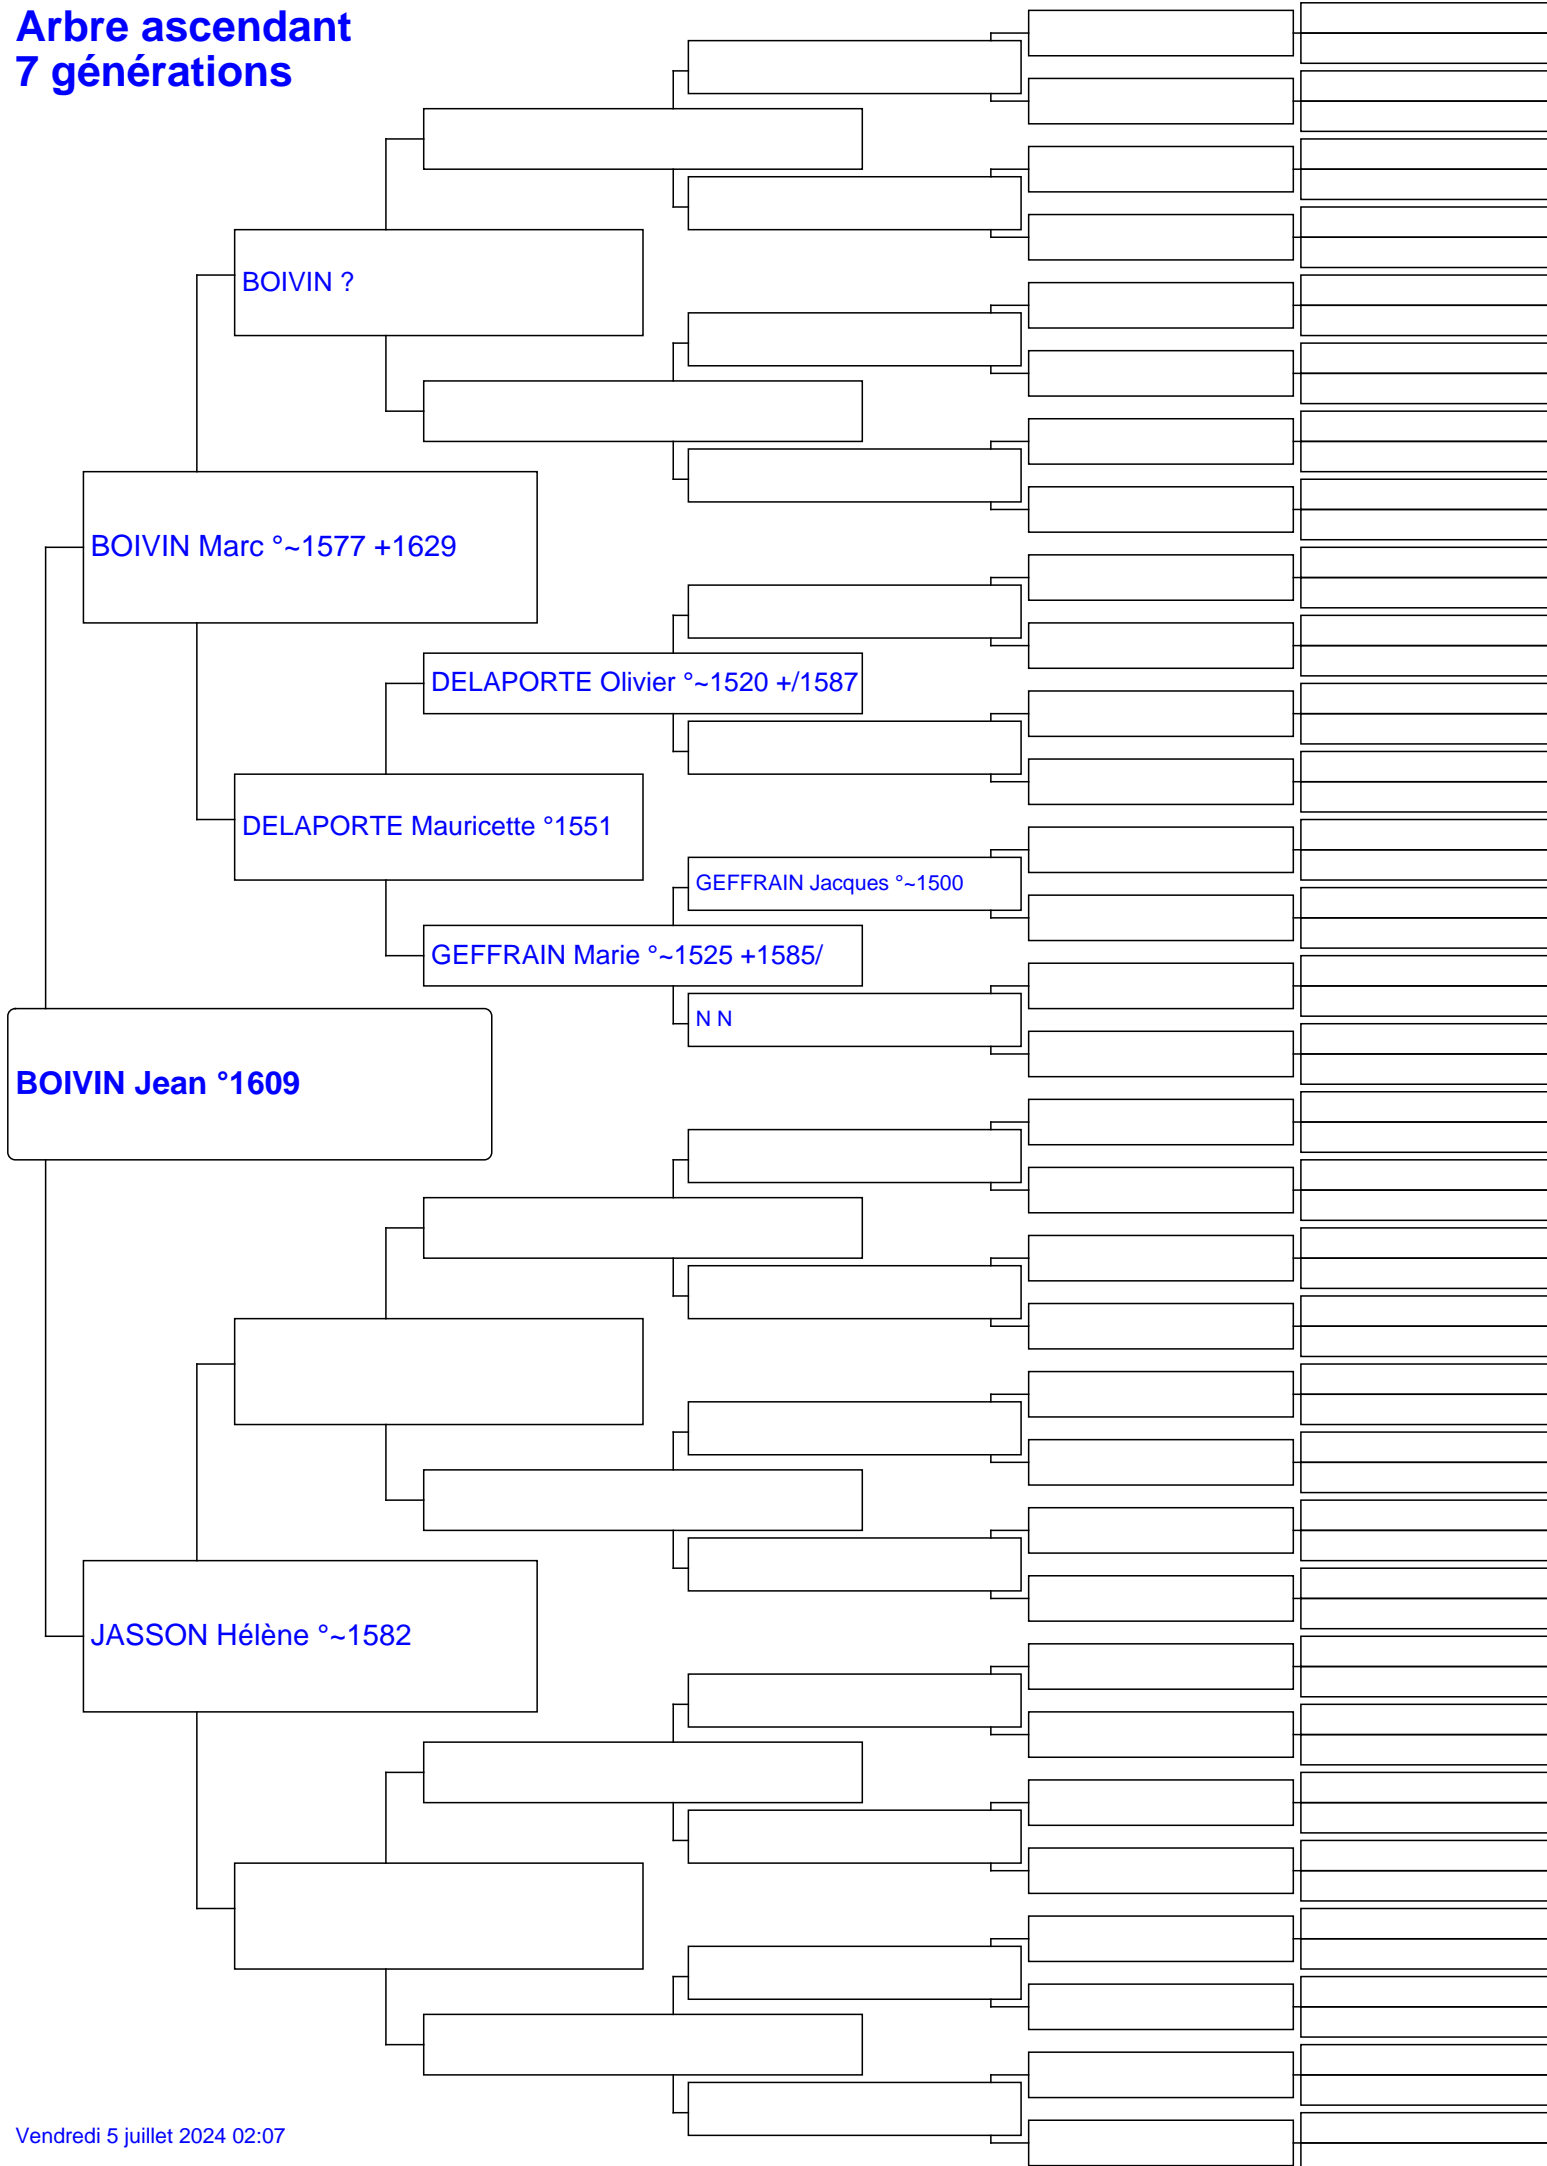 Arbre ascendant
7 générations
BOIVIN ?
BOIVIN Marc °~1577 +1629
DELAPORTE Olivier °~1520 +/1587
DELAPORTE Mauricette °1551
GEFFRAIN Jacques °~1500
GEFFRAIN Marie °~1525 +1585/
N N
BOIVIN Jean °1609
JASSON Hélène °~1582
Vendredi 5 juillet 2024 02:07